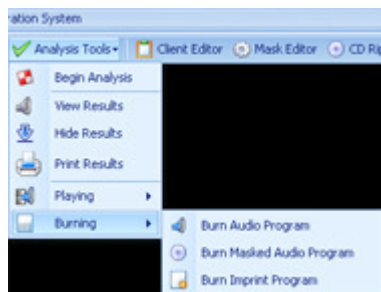 ation System
Analysis Tools Client Editor Mask Editor CD Rip
Begin Analysis
View Results
Hide Results
Print Results
Playing
Burning
Burn Audio Program
Burn Masked Audio Program
Burn Imprint Program